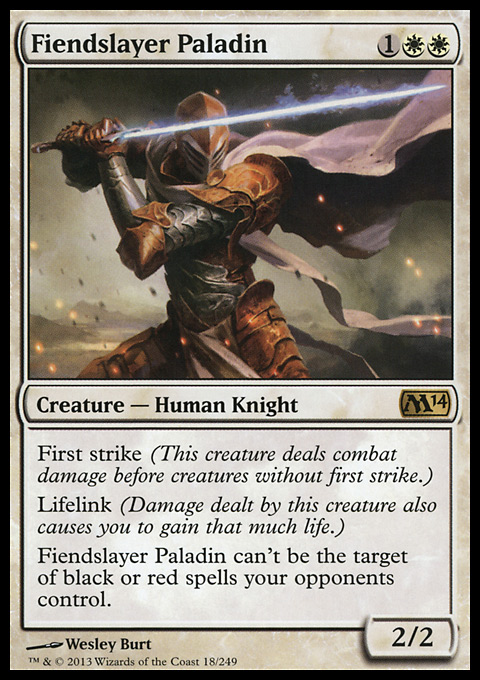 Fiendslayer Paladin 1
Creature — Human Knight M14
First strike (This creature deals combat
damage before creatures without first strike.)
Lifelink (Damage dealt by this creature also
causes you to gain that much life.)
Fiendslayer Paladin can't be the target
of black or red spells your opponents
control.
Wesley Burt
2/2
™ & © 2013 Wizards of the Coast 18/249